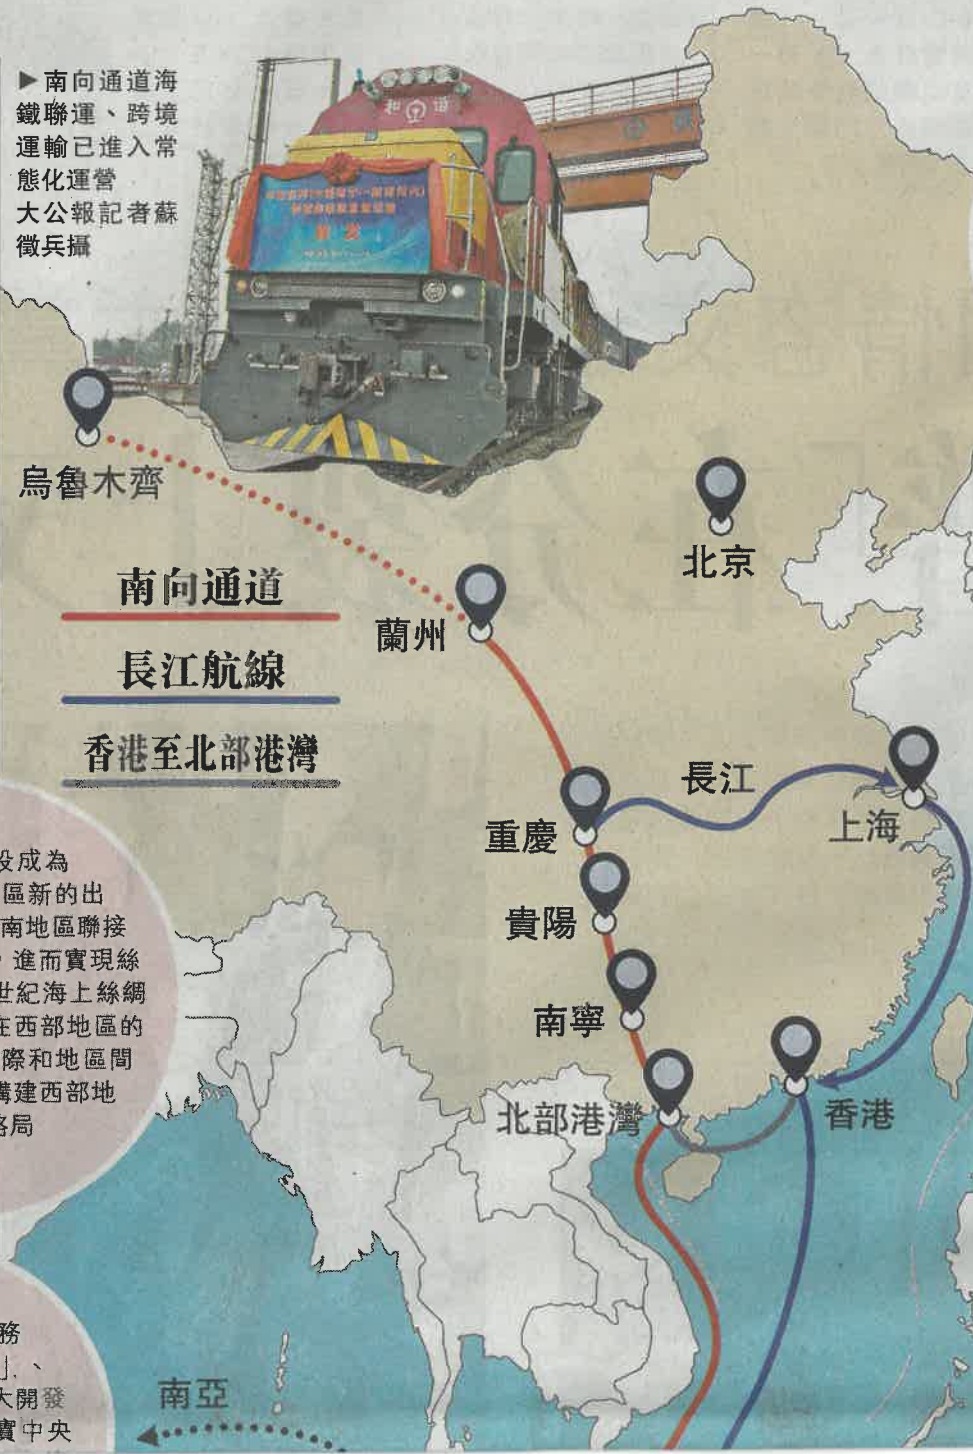 ▶南向通道海
鐵聯運、跨境
運輸已進入常
態化運營
大公報記者蘇
徵兵攝
烏魯木齊
北京
南向通道
蘭州
長江航線
香港至北部港灣
長江
重慶
上海
貴陽
南寧
北部港灣
香港
設成為
區新的出
南地區聯接
，進而實現絲
世紀海上絲綢
在西部地區的
際和地區間
構建西部地
格局
務
」、
大開發
實中央
南亞